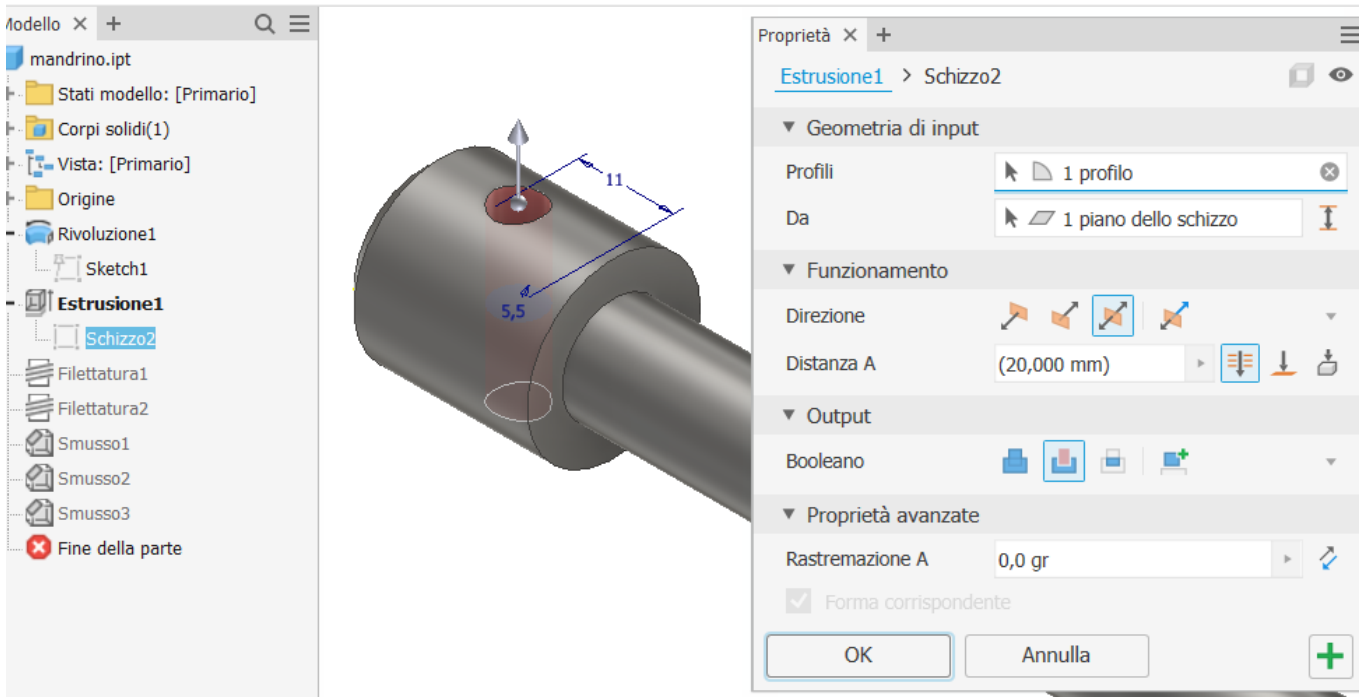 Modello
mandrino.ipt
Stati modello: [Primario]
Corpi solidi(1)
Vista: [Primario]
Origine
Rivoluzione1
Sketch1
Estrusione1
Schizzo2
Filettatura1
Filettatura2
Smusso1
Smusso2
Smusso3
Fine della parte
11
5,5
Proprietà
Estrusione1 > Schizzo2
Geometria di input
Profili 1 profilo
Da 1 piano dello schizzo
Funzionamento
Direzione
Distanza A (20,000 mm)
Output
Booleano
Proprietà avanzate
Rastremazione A 0,0 gr
Forma corrispondente
OK Annulla